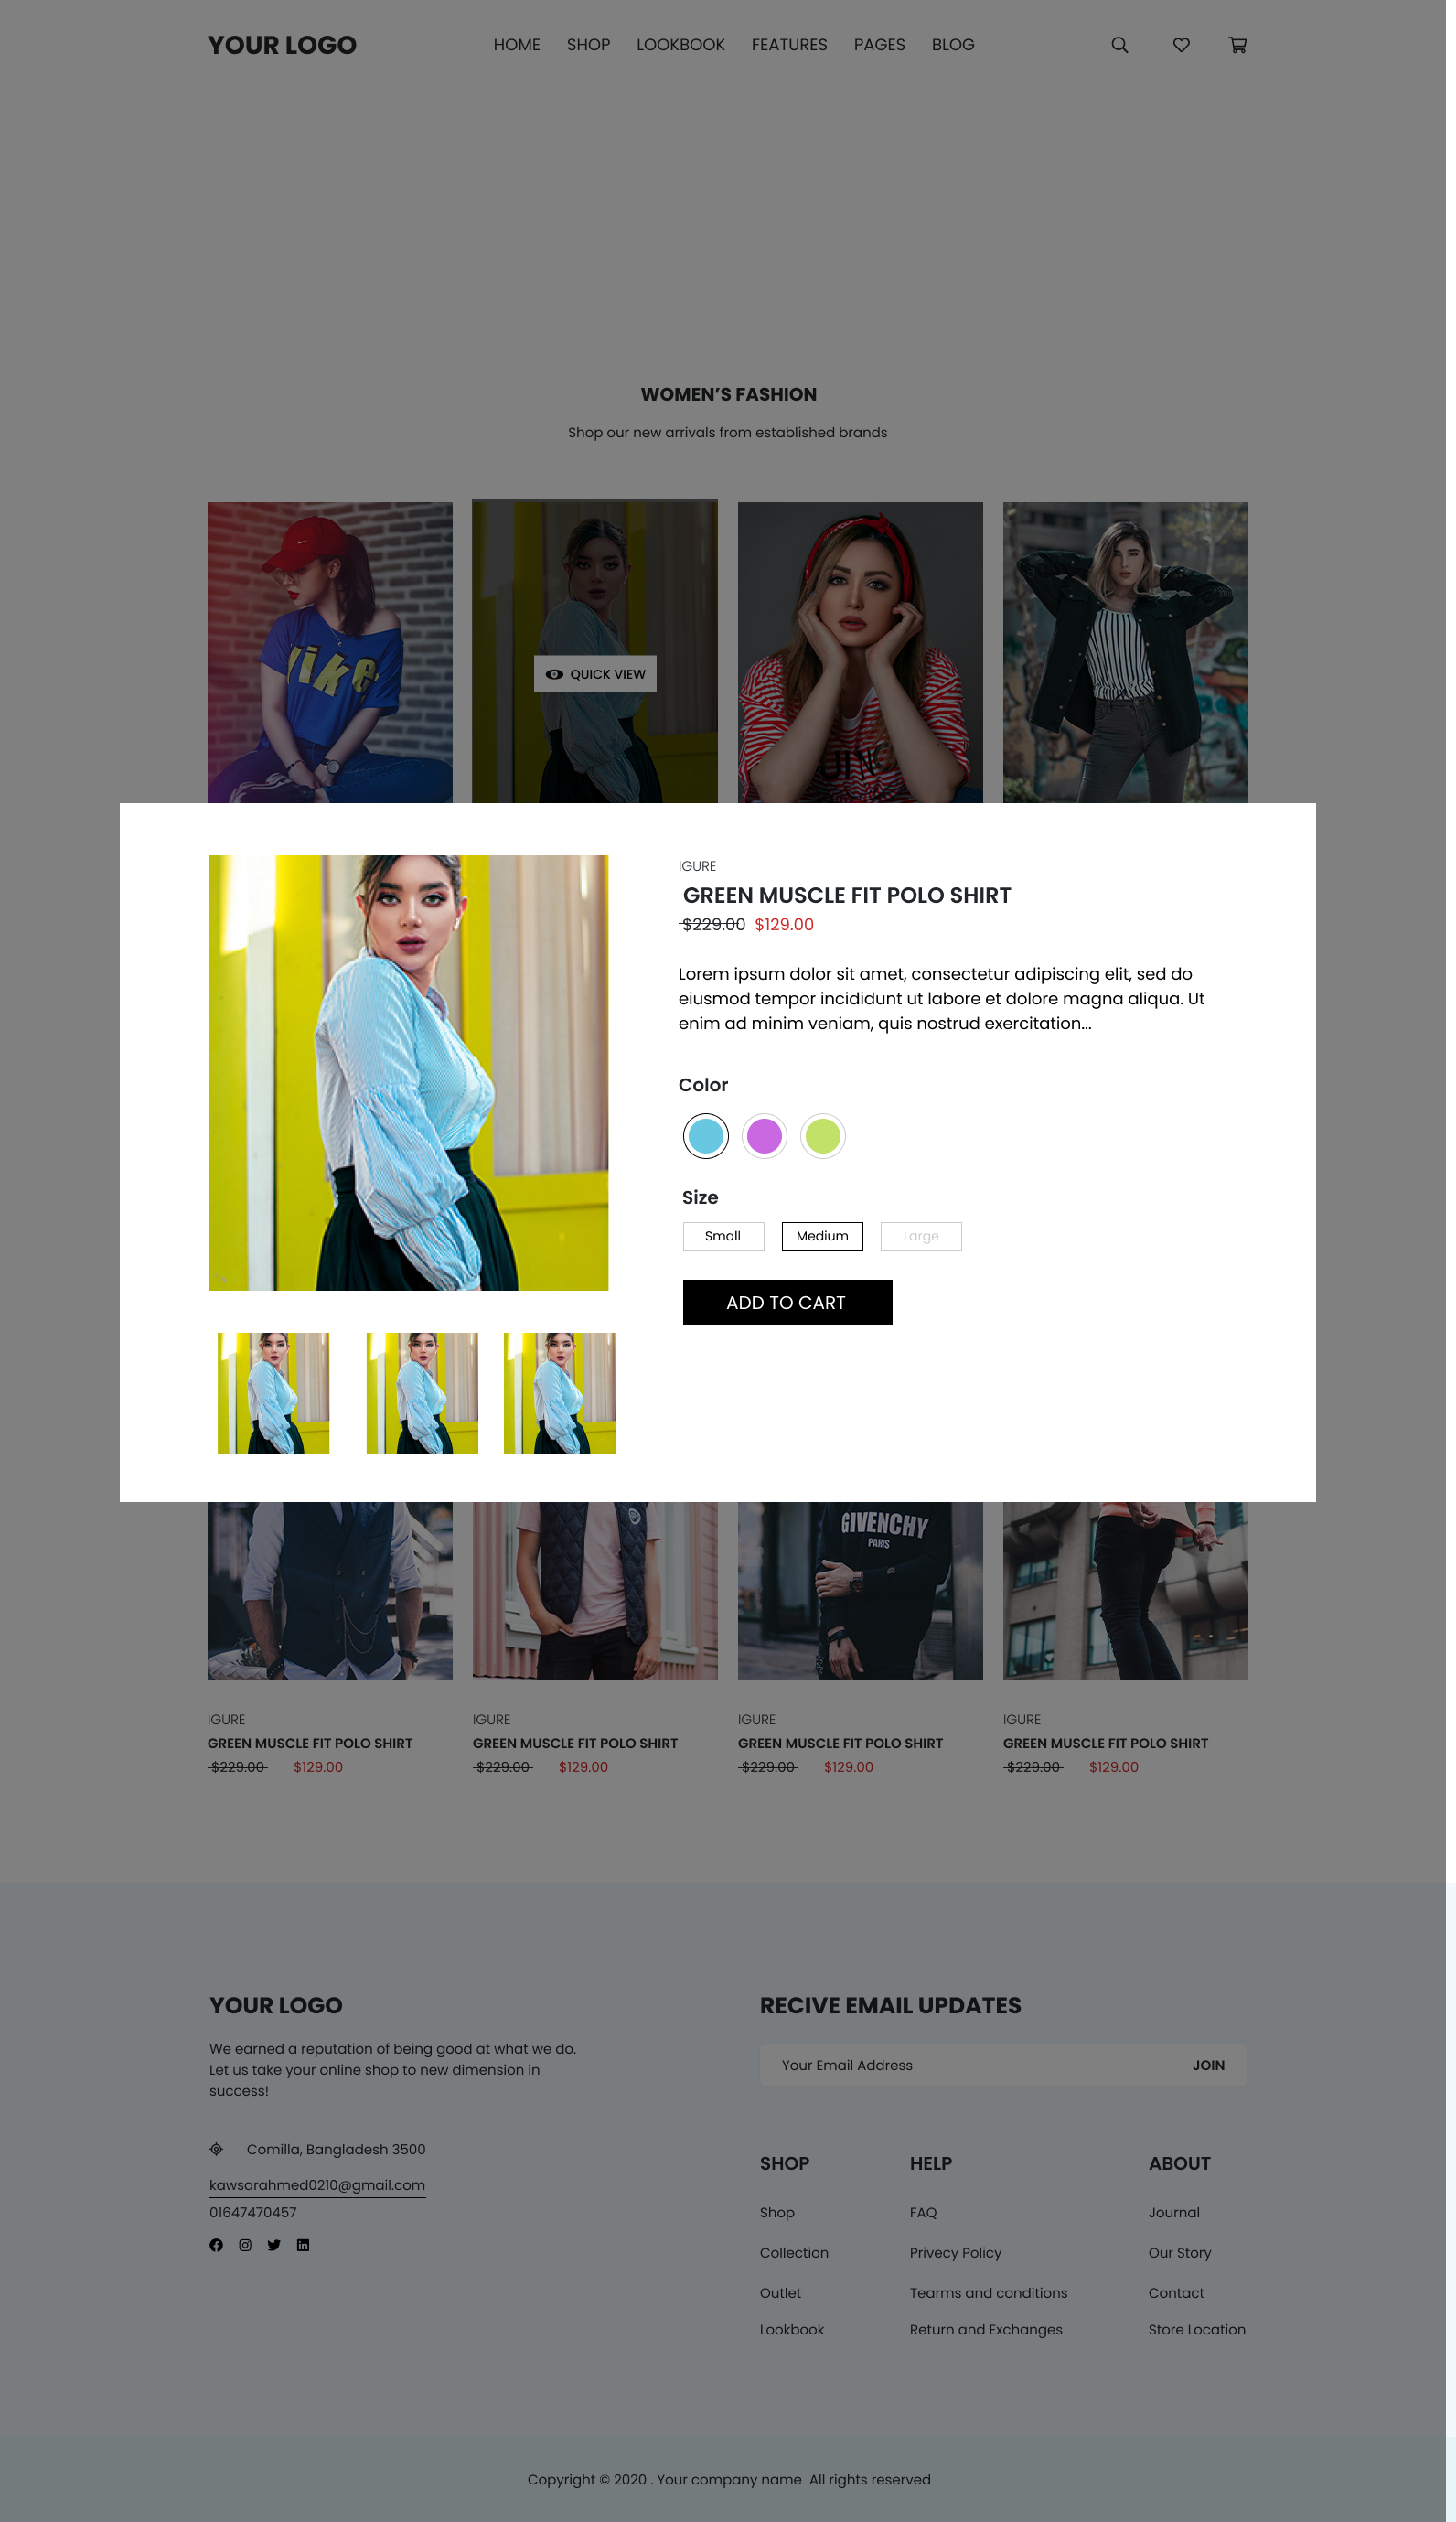 YOUR LOGO
HOME SHOP LOOKBOOK FEATURES PAGES BLOG
WOMEN’S FASHION
Shop our new arrivals from established brands
QUICK VIEW
IGURE
GREEN MUSCLE FIT POLO SHIRT
$229.00 $129.00
Lorem ipsum dolor sit amet, consectetur adipiscing elit, sed do
eiusmod tempor incididunt ut labore et dolore magna aliqua. Ut
enim ad minim veniam, quis nostrud exercitation...
Color
Size
Small Medium Large
ADD TO CART
GIVENCHY
PARIS
IGURE IGURE IGURE IGURE
GREEN MUSCLE FIT POLO SHIRT GREEN MUSCLE FIT POLO SHIRT GREEN MUSCLE FIT POLO SHIRT GREEN MUSCLE FIT POLO SHIRT
$229.00 $129.00 $229.00 $129.00 $229.00 $129.00 $229.00 $129.00
YOUR LOGO
We earned a reputation of being good at what we do.
Let us take your online shop to new dimension in
success!
Comilla, Bangladesh 3500
kawsarahmed0210@gmail.com
01647470457
RECIVE EMAIL UPDATES
Your Email Address JOIN
SHOP HELP ABOUT
Shop FAQ Journal
Collection Privecy Policy Our Story
Outlet Tearms and conditions Contact
Lookbook Return and Exchanges Store Location
Copyright © 2020 . Your company name All rights reserved